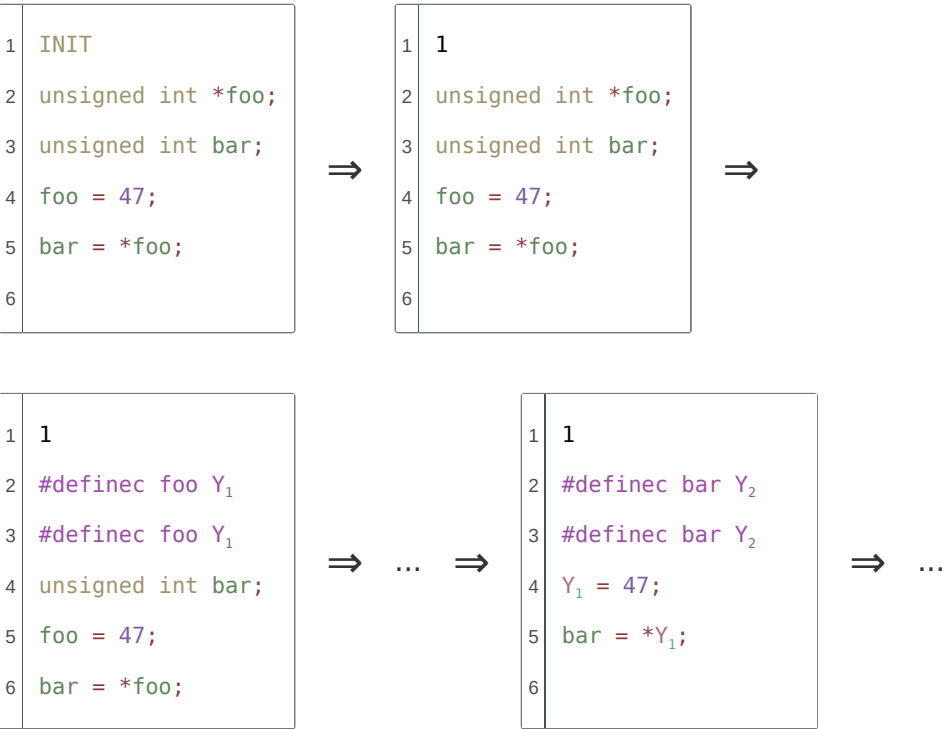 1 INIT
2 unsigned int *foo;
3 unsigned int bar;
4 foo = 47;
5 bar = *foo;
6
⇒
1 1
2 unsigned int *foo;
3 unsigned int bar;
4 foo = 47;
5 bar = *foo;
6
⇒
1 1
2 #definec foo Y₁
3 #definec foo Y₁
4 unsigned int bar;
5 foo = 47;
6 bar = *foo;
⇒ ... ⇒
1 1
2 #definec bar Y₂
3 #definec bar Y₂
4 Y₁ = 47;
5 bar = *Y₁;
6
⇒ ...